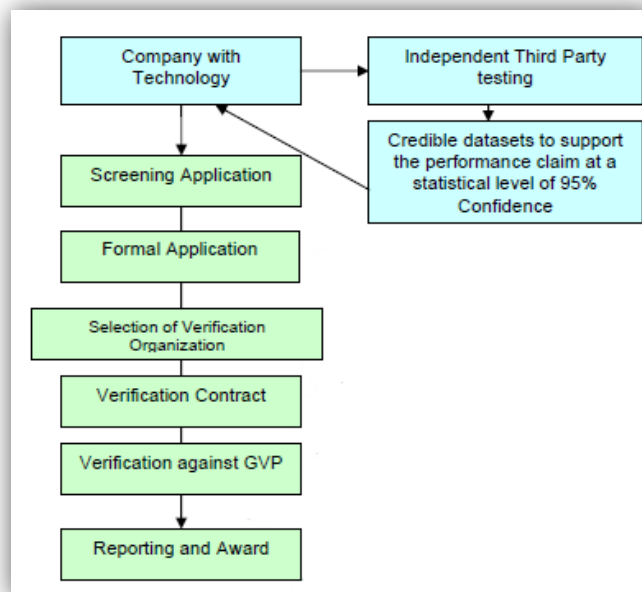 Company with
Technology
Independent Third Party
testing
Credible datasets to support
the performance claim at a
statistical level of 95%
Confidence
Screening Application
Formal Application
Selection of Verification
Organization
Verification Contract
Verification against GVP
Reporting and Award